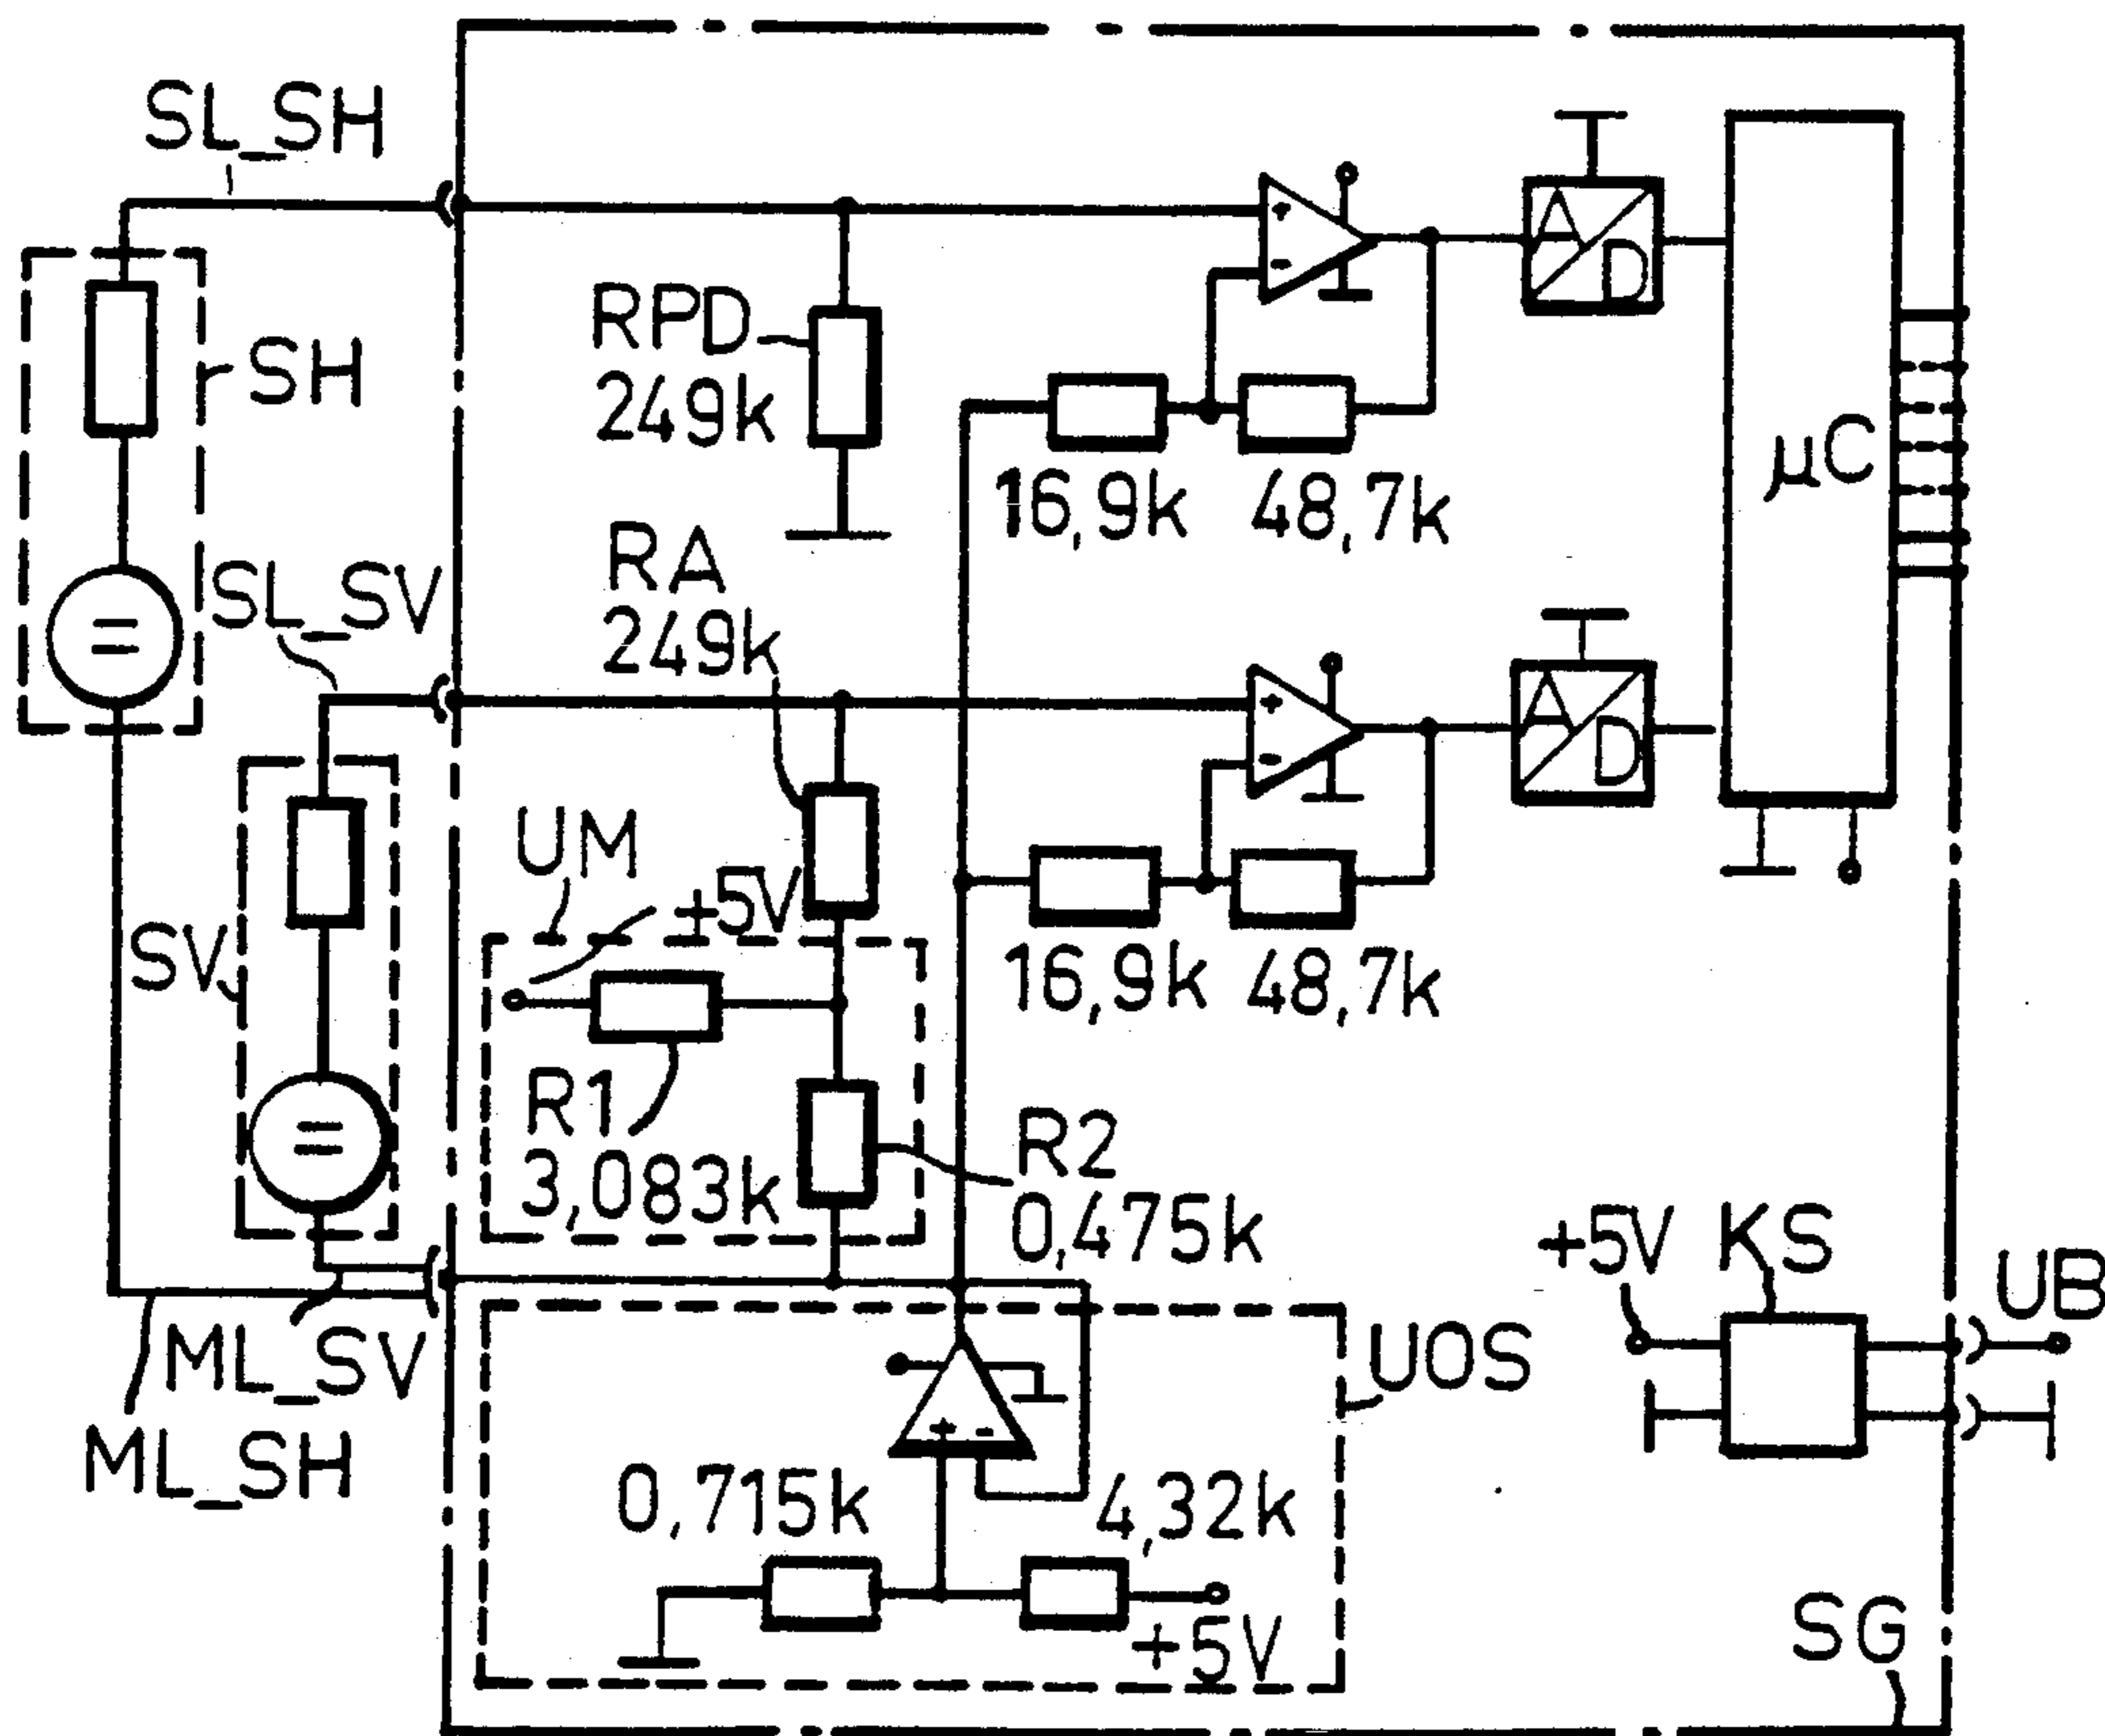 SL_SH
SH
RPD
249k
16,9k 48,7k
A
D
µC
SL_SV
RA
249k
A
D
UM
+5V
SV
16,9k 48,7k
R1
3,083k
R2
0,475k
+5V KS
UB
ML_SV
ML_SH
UOS
0,715k
4,32k
+5V
SG